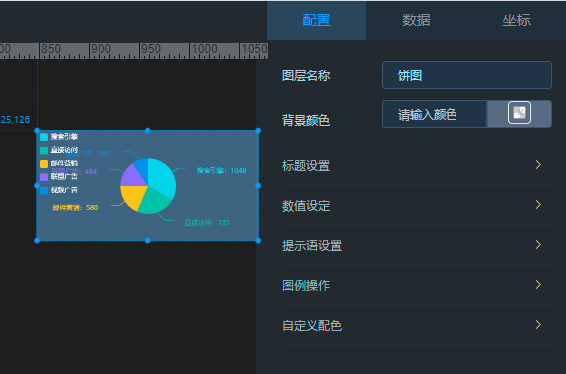 配置 数据 坐标
850 900 950 1000 1050
图层名称 饼图
25,126
背景颜色 请输入颜色
搜索引擎
直接访问
邮件营销
联盟广告 484
视频广告
搜索引擎: 1048
邮件营销: 580
直接访问: 735
标题设置
数值设定
提示语设置
图例操作
自定义配色